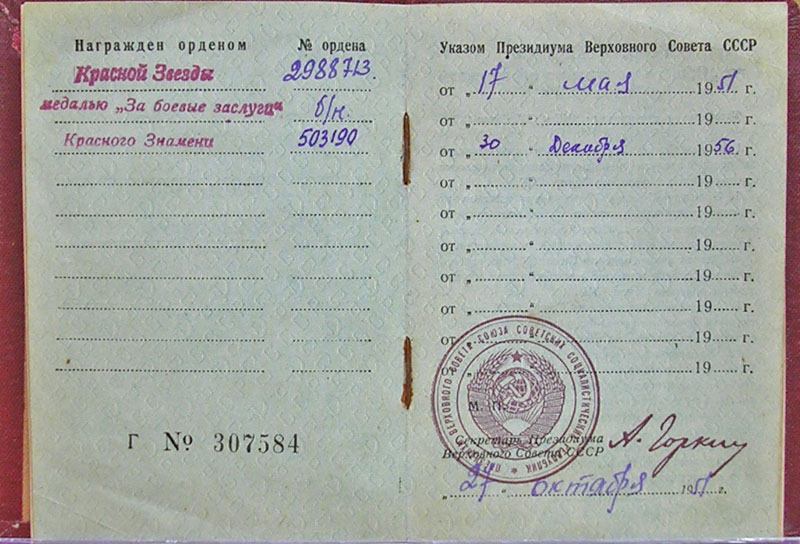 Награжден орденом № ордена
Красной Звезды 2988713
медалью „За боевые заслуги б/н.
Красного Знамени 503190
Г № 307584
Указом Президиума Верховного Совета СССР
от „17“ мая 1951 г.
от „ “ 19 г.
от „30“ Декабря 1956 г.
от „ “ 19 г.
от „ “ 19 г.
от „ “ 19 г.
от „ “ 19 г.
от „ “ 19 г.
от „ “ 19 г.
от „ “ 19 г.
М. П.
Секретарь Президиума
Верховного Совета СССР А. Горкин
„27“ октября 1951 г.